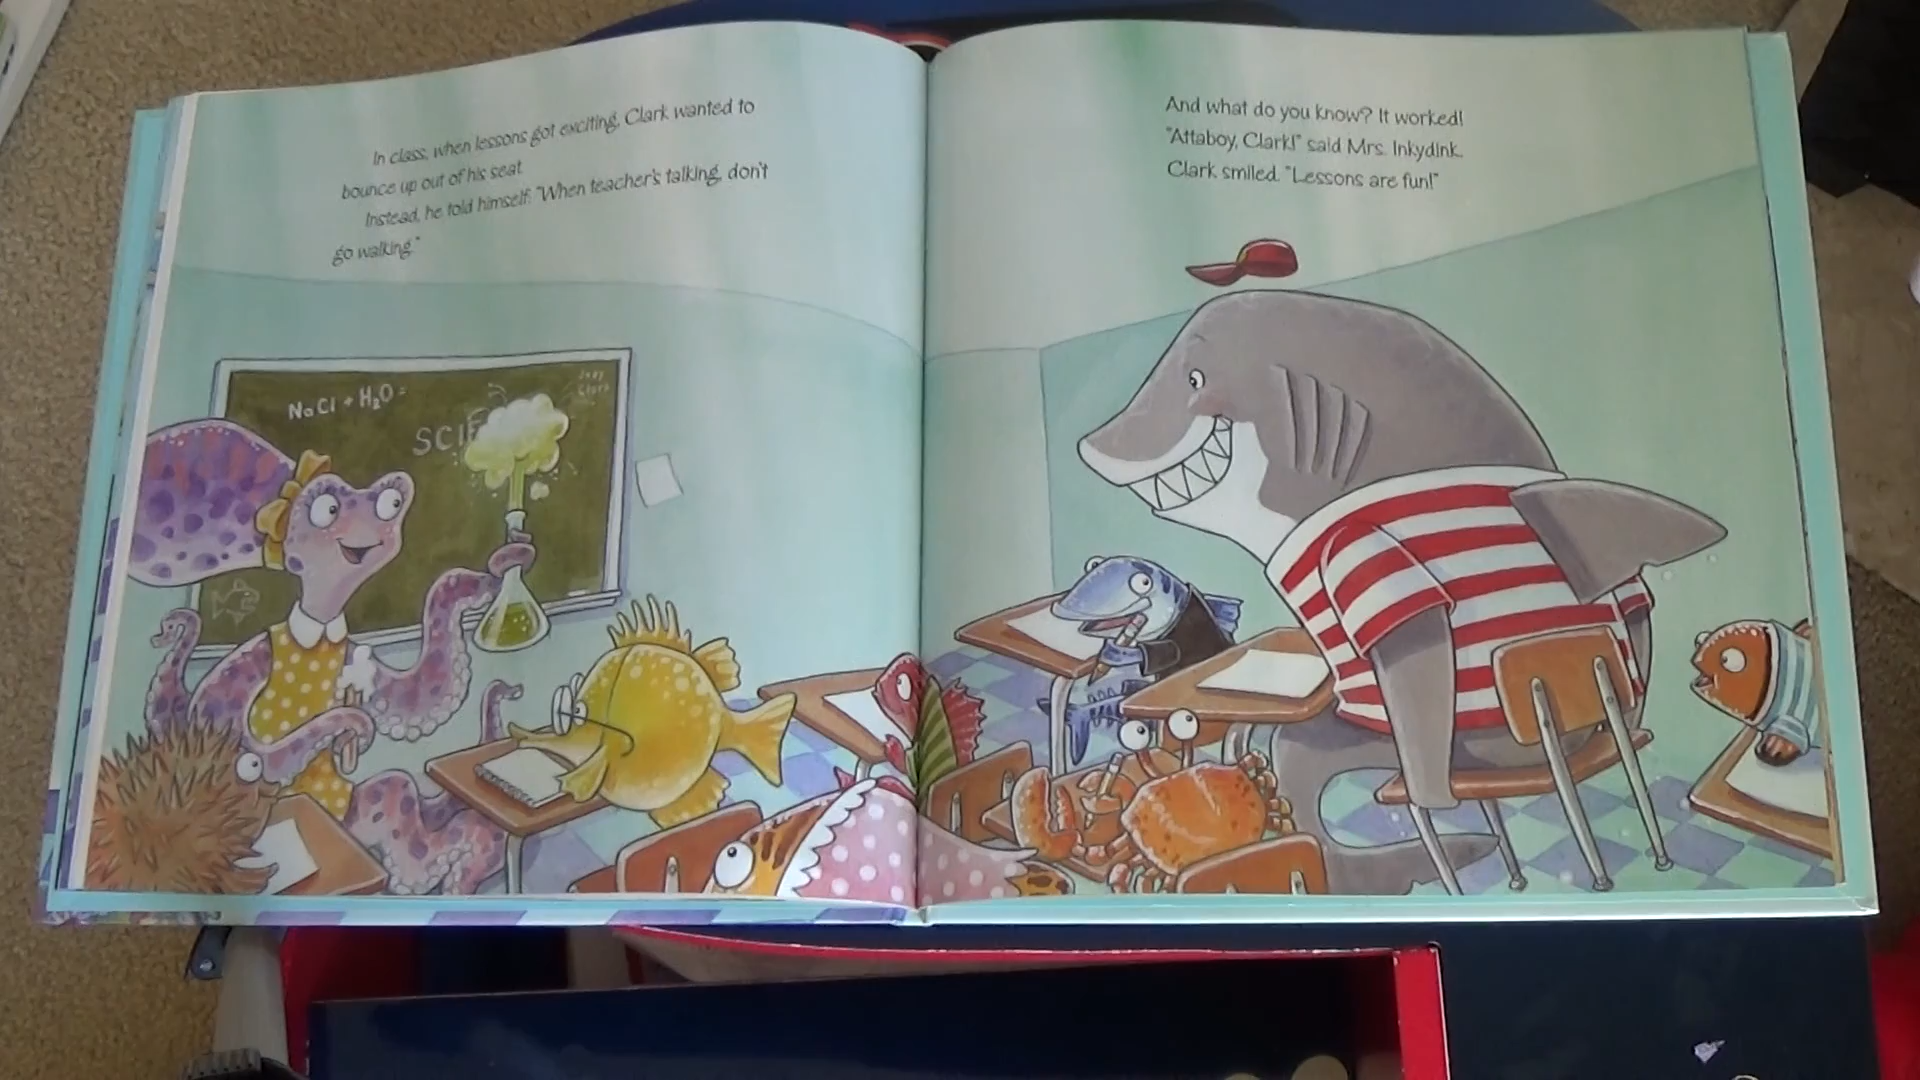 In class, when lessons got exciting, Clark wanted to
bounce up out of his seat.
Instead, he told himself: "When teacher's talking, don't
go walking."
NaCl + H₂O =
SCIE
And what do you know? It worked!
"Attaboy, Clark!" said Mrs. Inkydink.
Clark smiled. "Lessons are fun!"